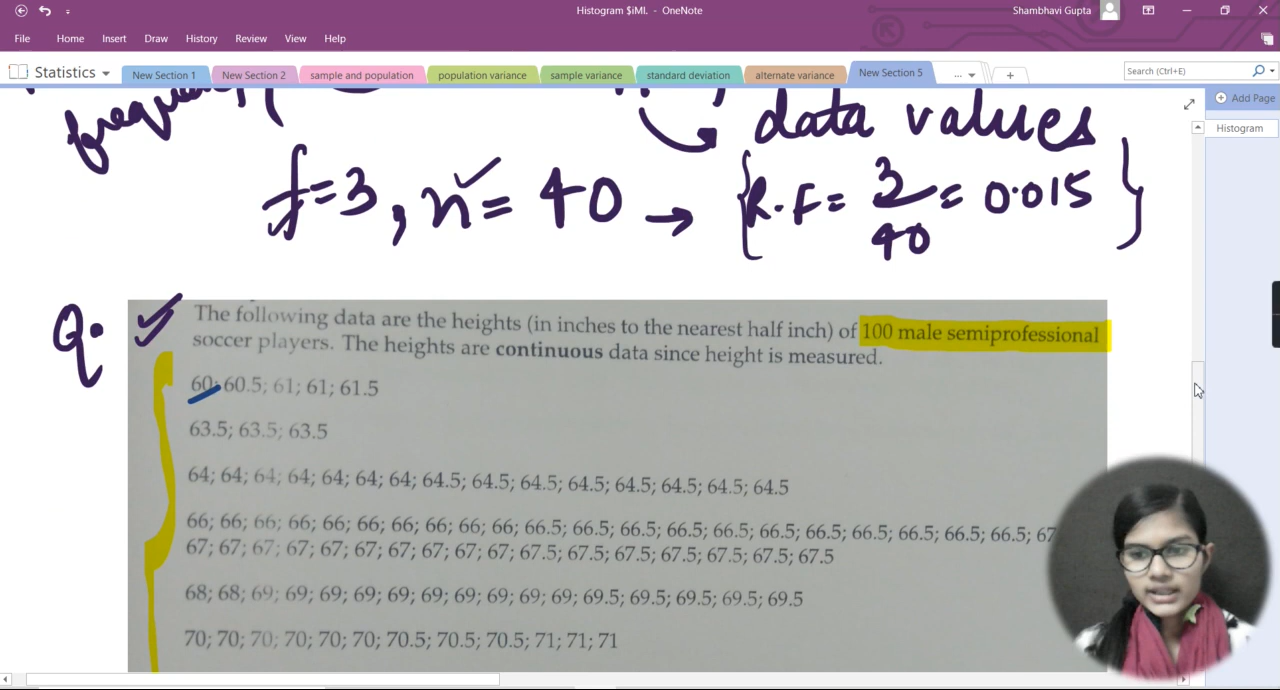 Histogram $iMl. - OneNote
Shambhavi Gupta
File Home Insert Draw History Review View Help
Statistics
New Section 1 New Section 2 sample and population population variance sample variance standard deviation alternate variance New Section 5 ... +
Search (Ctrl+E)
Add Page
Histogram
data values
f=3, n= 40 → {R.F= 3/40 = 0.015}
Q.
The following data are the heights (in inches to the nearest half inch) of 100 male semiprofessional
soccer players. The heights are continuous data since height is measured.
60; 60.5; 61; 61; 61.5
63.5; 63.5; 63.5
64; 64; 64; 64; 64; 64; 64; 64.5; 64.5; 64.5; 64.5; 64.5; 64.5; 64.5; 64.5
66; 66; 66; 66; 66; 66; 66; 66; 66; 66; 66.5; 66.5; 66.5; 66.5; 66.5; 66.5; 66.5; 66.5; 66.5; 66.5; 66.5; 67
67; 67; 67; 67; 67; 67; 67; 67; 67; 67; 67.5; 67.5; 67.5; 67.5; 67.5; 67.5; 67.5
68; 68; 69; 69; 69; 69; 69; 69; 69; 69; 69; 69; 69.5; 69.5; 69.5; 69.5; 69.5
70; 70; 70; 70; 70; 70; 70.5; 70.5; 70.5; 71; 71; 71